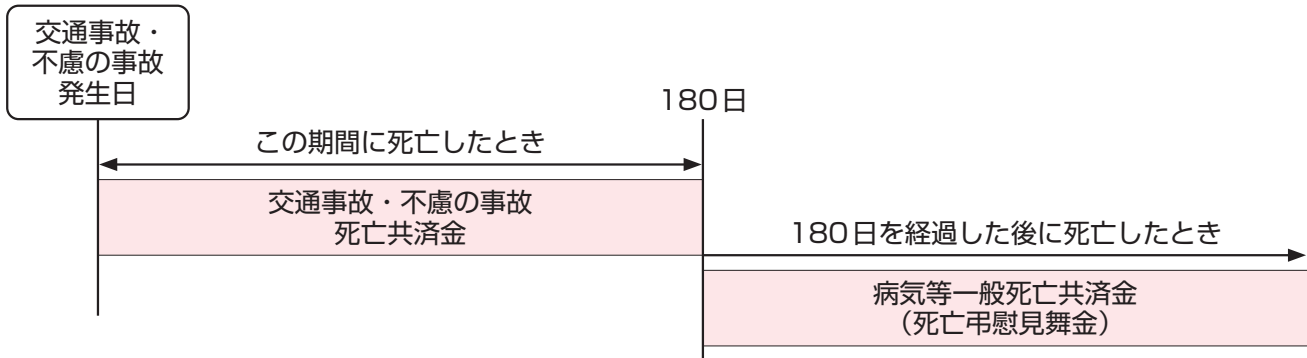 交通事故・
不慮の事故
発生日
180日
この期間に死亡したとき
交通事故・不慮の事故
死亡共済金
180日を経過した後に死亡したとき
病気等一般死亡共済金
（死亡弔慰見舞金）